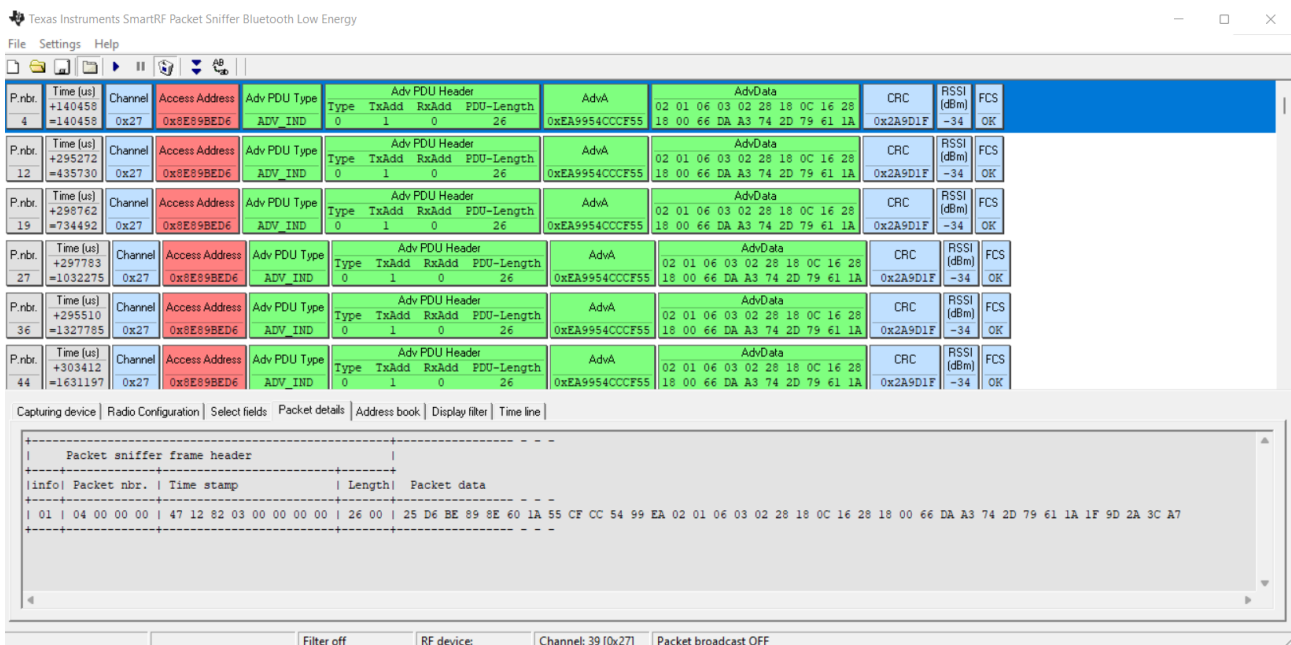 Texas Instruments SmartRF Packet Sniffer Bluetooth Low Energy
File Settings Help
P.nbr. Time (us) Channel Access Address Adv PDU Type Adv PDU Header AdvA AdvData CRC RSSI (dBm) FCS
+140458 Type TxAdd RxAdd PDU-Length 02 01 06 03 02 28 18 0C 16 28
4 =140458 0x27 0x8E89BED6 ADV_IND 0 1 0 26 0xEA9954CCCF55 18 00 66 DA A3 74 2D 79 61 1A 0x2A9D1F -34 OK
P.nbr. Time (us) Channel Access Address Adv PDU Type Adv PDU Header AdvA AdvData CRC RSSI (dBm) FCS
+295272 Type TxAdd RxAdd PDU-Length 02 01 06 03 02 28 18 0C 16 28
12 =435730 0x27 0x8E89BED6 ADV_IND 0 1 0 26 0xEA9954CCCF55 18 00 66 DA A3 74 2D 79 61 1A 0x2A9D1F -34 OK
P.nbr. Time (us) Channel Access Address Adv PDU Type Adv PDU Header AdvA AdvData CRC RSSI (dBm) FCS
+298762 Type TxAdd RxAdd PDU-Length 02 01 06 03 02 28 18 0C 16 28
19 =734492 0x27 0x8E89BED6 ADV_IND 0 1 0 26 0xEA9954CCCF55 18 00 66 DA A3 74 2D 79 61 1A 0x2A9D1F -34 OK
P.nbr. Time (us) Channel Access Address Adv PDU Type Adv PDU Header AdvA AdvData CRC RSSI (dBm) FCS
+297783 Type TxAdd RxAdd PDU-Length 02 01 06 03 02 28 18 0C 16 28
27 =1032275 0x27 0x8E89BED6 ADV_IND 0 1 0 26 0xEA9954CCCF55 18 00 66 DA A3 74 2D 79 61 1A 0x2A9D1F -34 OK
P.nbr. Time (us) Channel Access Address Adv PDU Type Adv PDU Header AdvA AdvData CRC RSSI (dBm) FCS
+295510 Type TxAdd RxAdd PDU-Length 02 01 06 03 02 28 18 0C 16 28
36 =1327785 0x27 0x8E89BED6 ADV_IND 0 1 0 26 0xEA9954CCCF55 18 00 66 DA A3 74 2D 79 61 1A 0x2A9D1F -34 OK
P.nbr. Time (us) Channel Access Address Adv PDU Type Adv PDU Header AdvA AdvData CRC RSSI (dBm) FCS
+303412 Type TxAdd RxAdd PDU-Length 02 01 06 03 02 28 18 0C 16 28
44 =1631197 0x27 0x8E89BED6 ADV_IND 0 1 0 26 0xEA9954CCCF55 18 00 66 DA A3 74 2D 79 61 1A 0x2A9D1F -34 OK
Capturing device Radio Configuration Select fields Packet details Address book Display filter Time line
Packet sniffer frame header
|info| Packet nbr. | Time stamp | Length| Packet data
| 01 | 04 00 00 00 | 47 12 82 03 00 00 00 00 | 26 00 | 25 D6 BE 89 8E 60 1A 55 CF CC 54 99 EA 02 01 06 03 02 28 18 0C 16 28 18 00 66 DA A3 74 2D 79 61 1A 1F 9D 2A 3C A7
Filter off RF device: Channel: 39 [0x27] Packet broadcast OFF